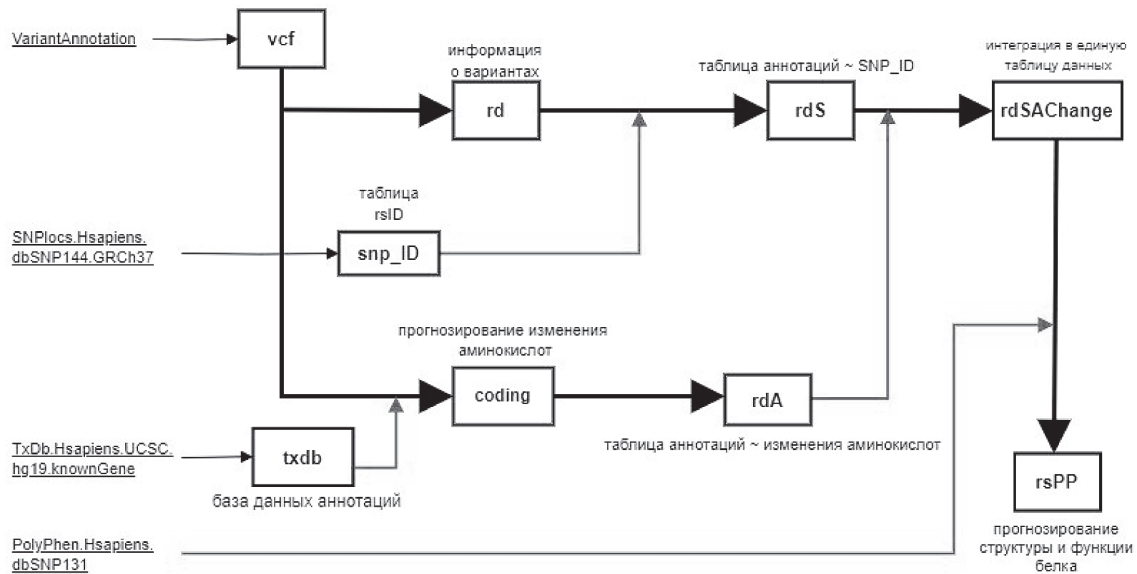 VariantAnnotation
vcf
информация
о вариантах
rd
таблица аннотаций ~ SNP_ID
rdS
интеграция в единую
таблицу данных
rdSAChange
таблица
rsID
SNPlocs.Hsapiens.
dbSNP144.GRCh37
snp_ID
прогнозирование изменения
аминокислот
coding
rdA
таблица аннотаций ~ изменения аминокислот
TxDb.Hsapiens.UCSC.
hg19.knownGene
txdb
база данных аннотаций
rsPP
прогнозирование
структуры и функции
белка
PolyPhen.Hsapiens.
dbSNP131